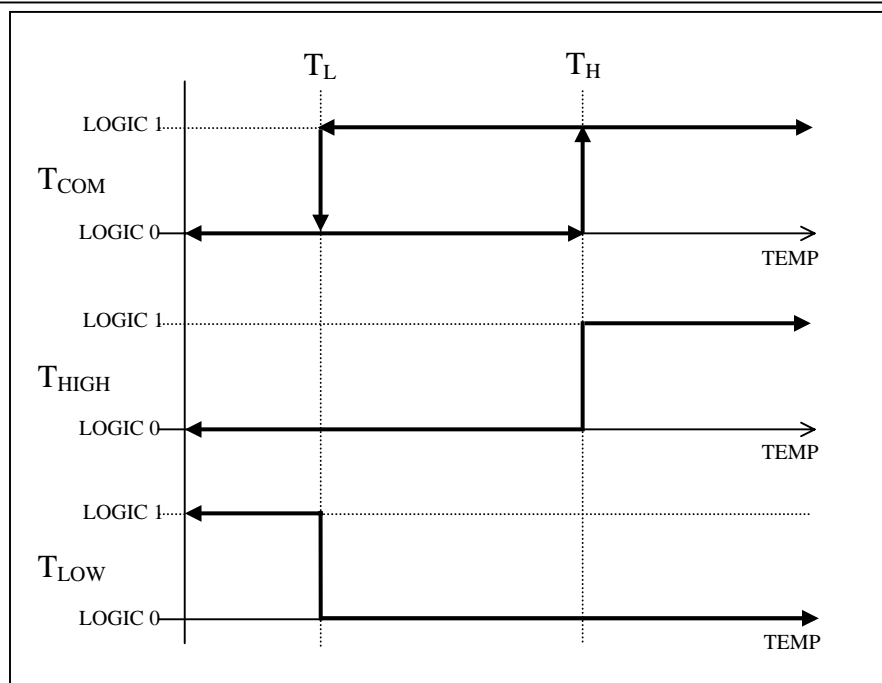 T_L T_H
LOGIC 1
T_COM
LOGIC 0
TEMP
LOGIC 1
T_HIGH
LOGIC 0
TEMP
LOGIC 1
T_LOW
LOGIC 0
TEMP